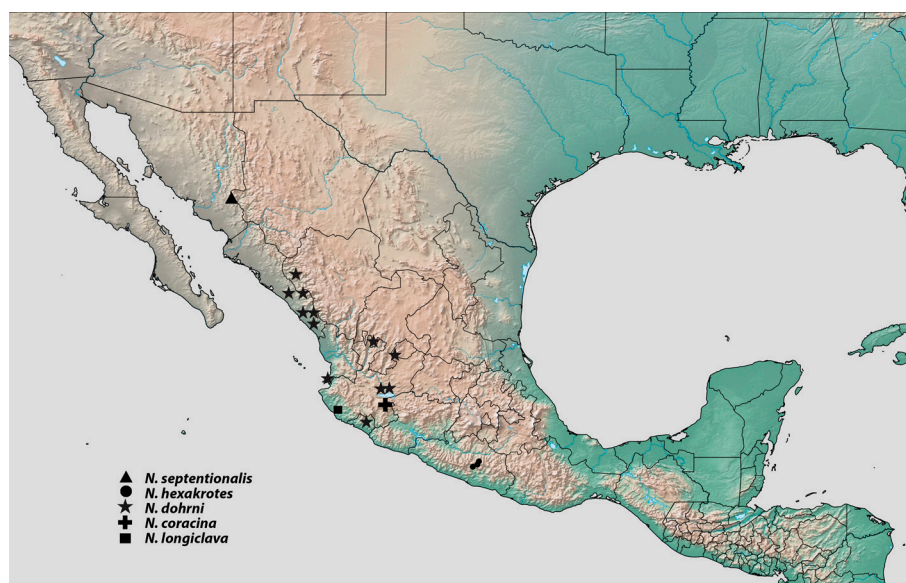 N. septentionalis
N. hexakrotes
N. dohrni
N. coracina
N. longiclava